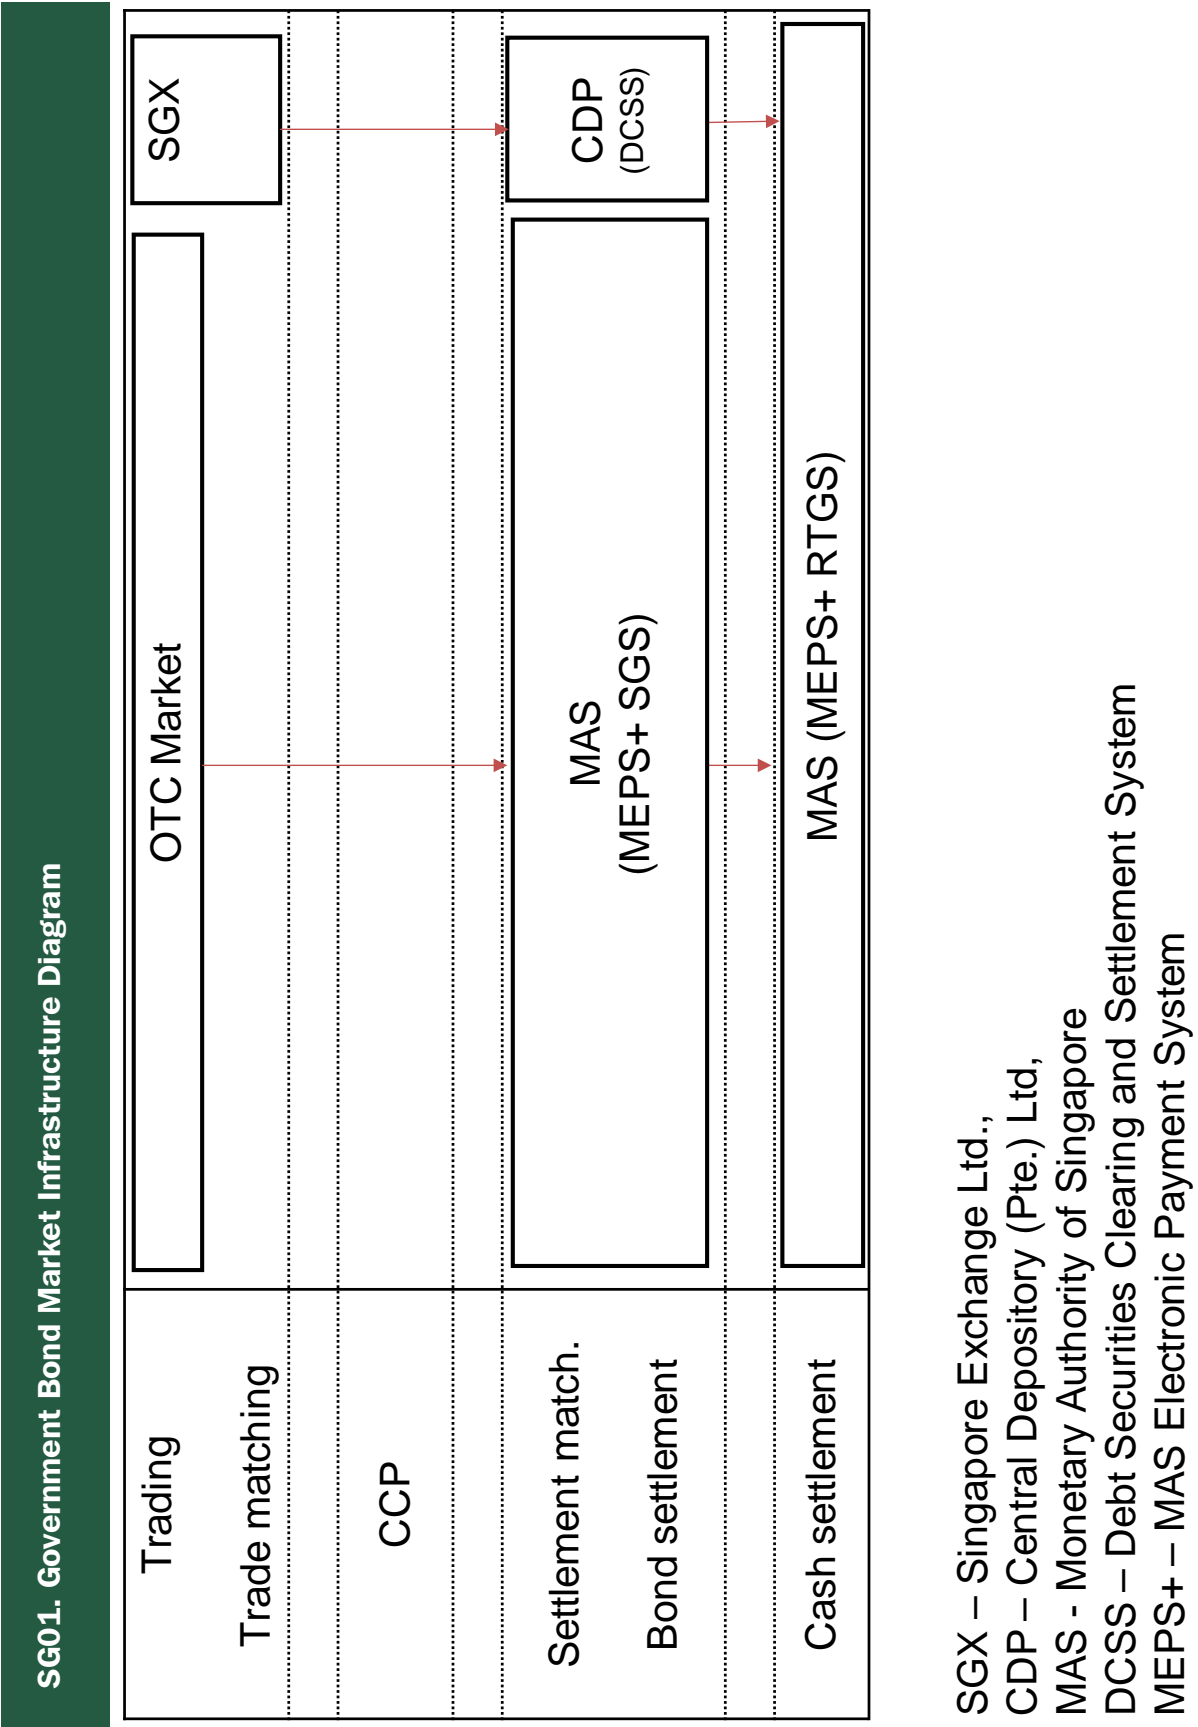 SG01. Government Bond Market Infrastructure Diagram
Trading
OTC Market
SGX
Trade matching
CCP
Settlement match.
Bond settlement
MAS
(MEPS+ SGS)
CDP
(DCSS)
Cash settlement
MAS (MEPS+ RTGS)
SGX – Singapore Exchange Ltd.,
CDP – Central Depository (Pte.) Ltd,
MAS - Monetary Authority of Singapore
DCSS – Debt Securities Clearing and Settlement System
MEPS+ – MAS Electronic Payment System